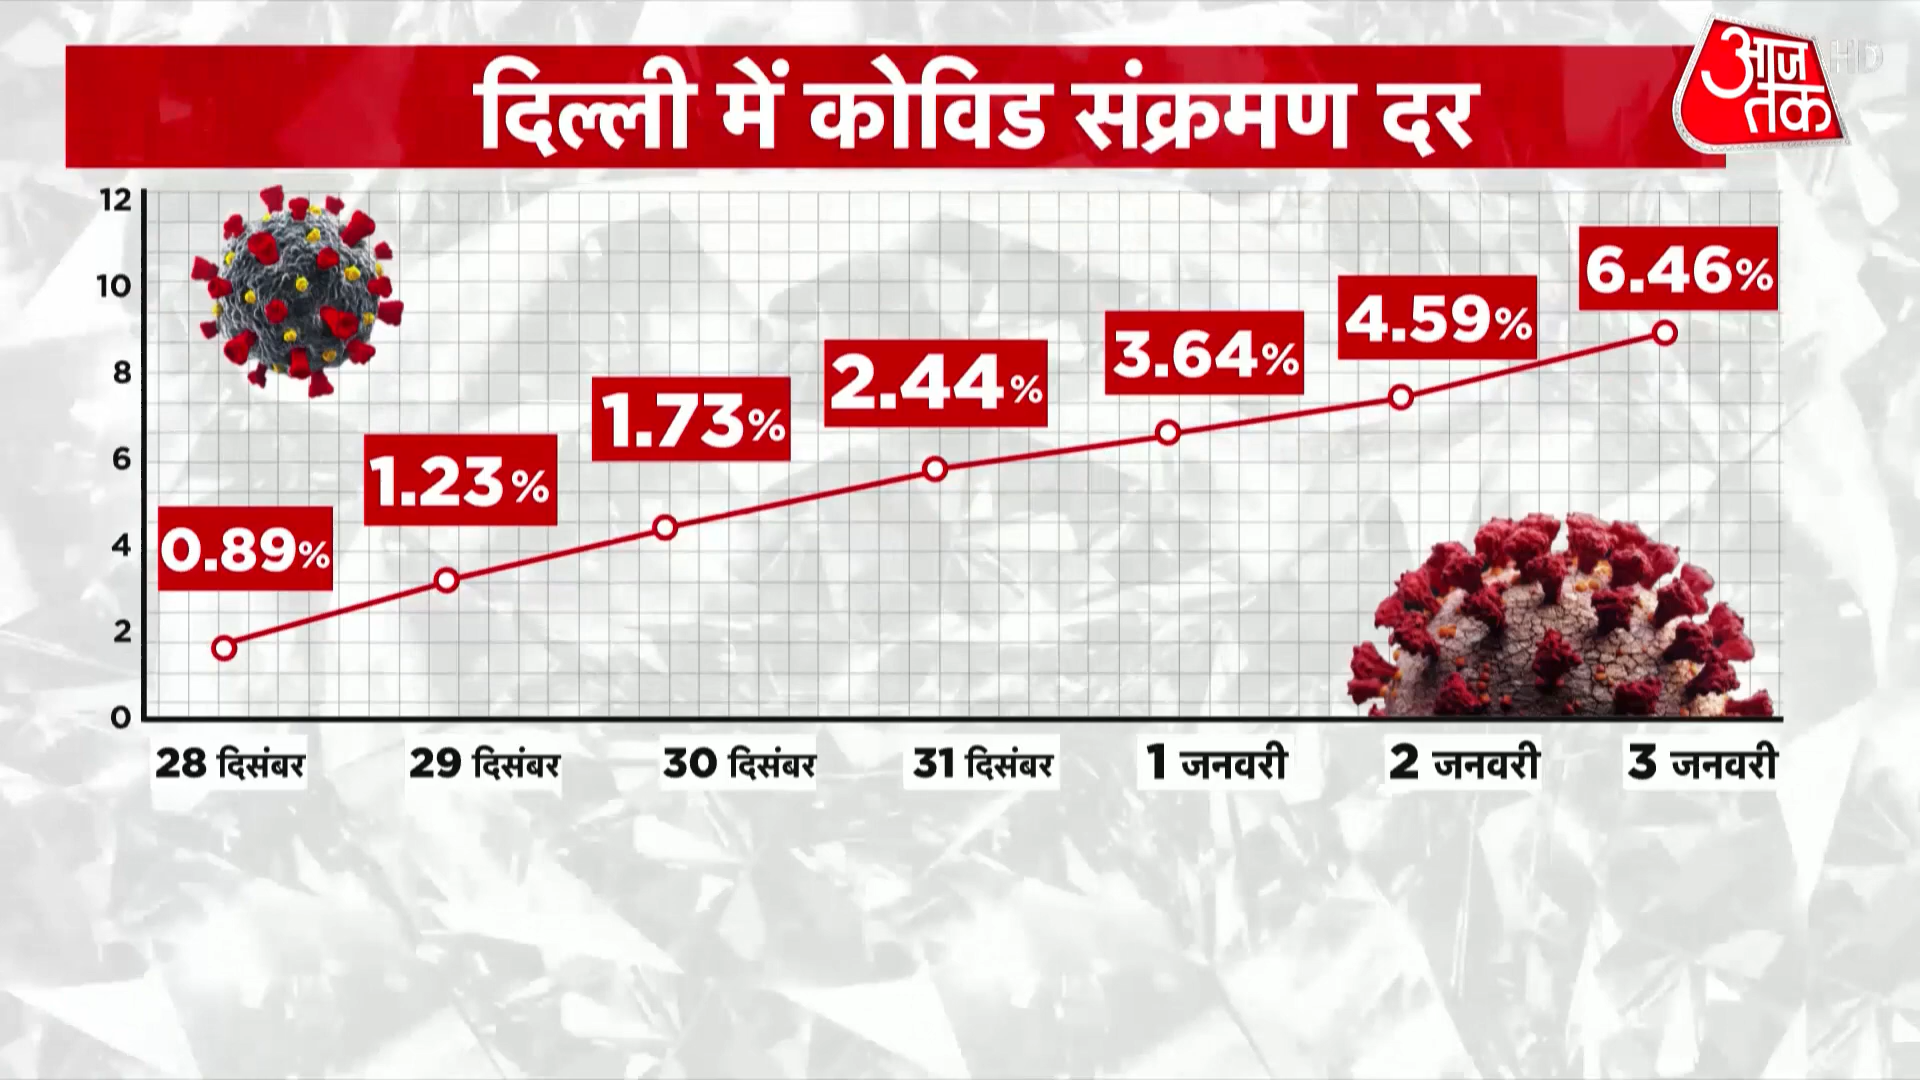 दिल्ली में कोविड संक्रमण दर
आज
तक
HD
12
10
8
6
4
2
0
0.89%
1.23%
1.73%
2.44%
3.64%
4.59%
6.46%
28 दिसंबर
29 दिसंबर
30 दिसंबर
31 दिसंबर
1 जनवरी
2 जनवरी
3 जनवरी